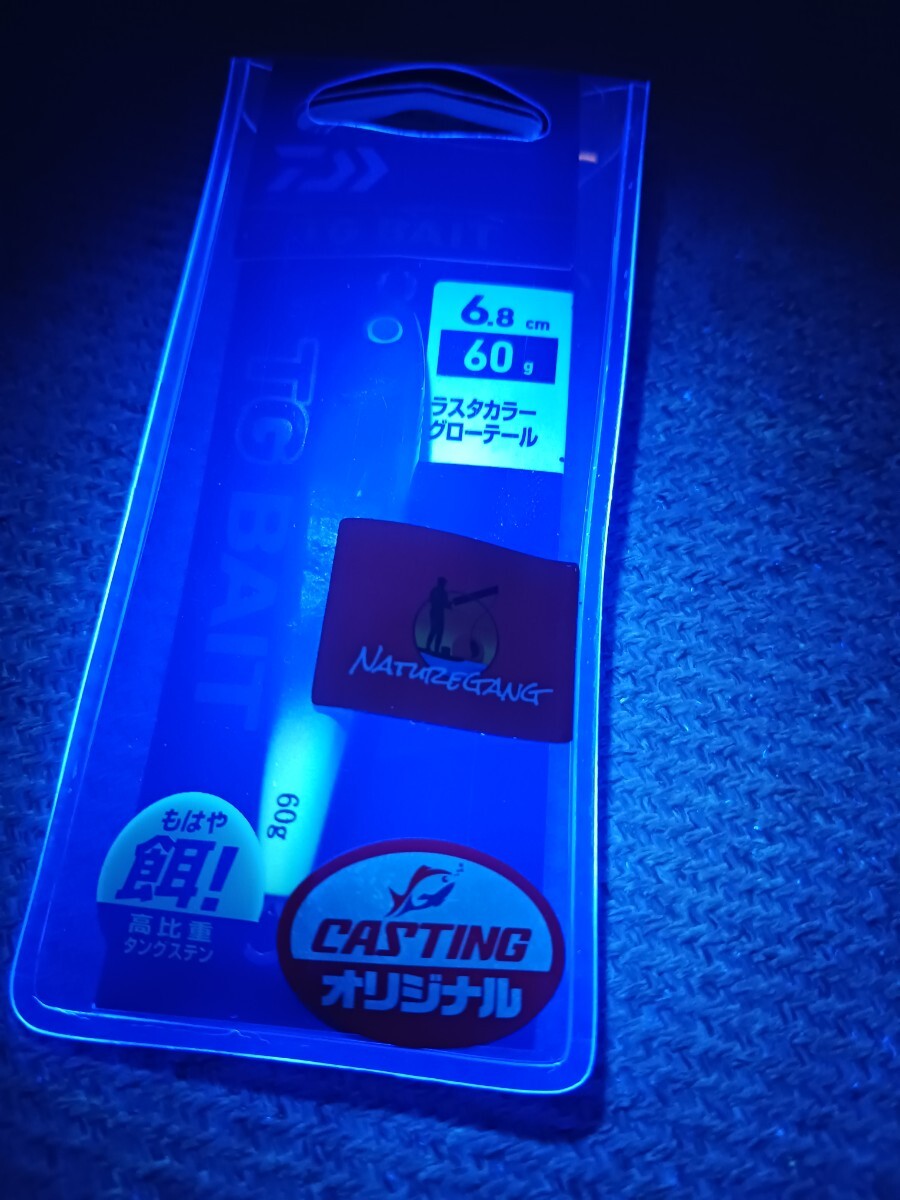 TG BAIT
6.8 cm
60 g
ラスタカラー
グローテール
TG BAIT
NATUREGANG
60g
もはや
餌!
高比重
タングステン
CASTING
オリジナル